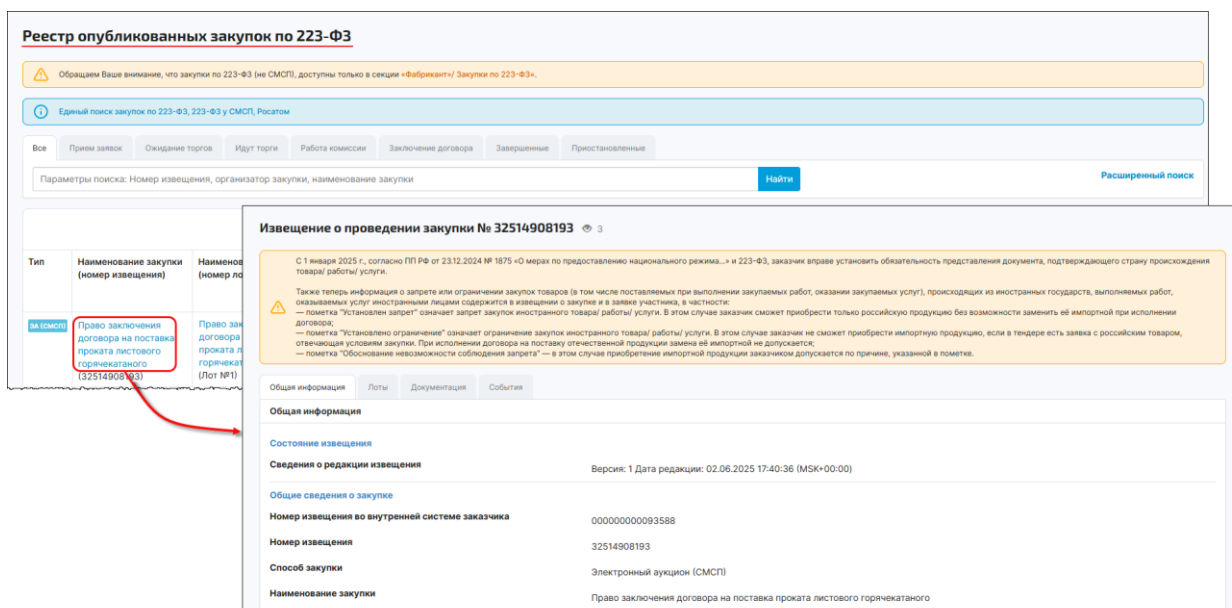 Реестр опубликованных закупок по 223-ФЗ
Обращаем Ваше внимание, что закупки по 223-ФЗ (не СМСП), доступны только в секции «Фабрикант»/ Закупки по 223-ФЗ».
Единый поиск закупок по 223-ФЗ, 223-ФЗ у СМСП, Росатом
Все Прием заявок Ожидание торгов Идут торги Работа комиссии Заключение договора Завершенные Приостановленные
Параметры поиска: Номер извещения, организатор закупки, наименование закупки Найти Расширенный поиск
Тип Наименование закупки Наименов
(номер извещения) (номер ло
ЭА (СМСП) Право заключения Право зак
договора на поставка договора
проката листового проката л
горячекатаного горячекат
(32514908193) (Лот №1)
Извещение о проведении закупки № 32514908193 3
С 1 января 2025 г., согласно ПП РФ от 23.12.2024 № 1875 «О мерах по предоставлению национального режима...» и 223-ФЗ, заказчик вправе установить обязательность представления документа, подтверждающего страну происхождения
товара/ работы/ услуги.
Также теперь информация о запрете или ограничении закупок товаров (в том числе поставляемых при выполнении закупаемых работ, оказании закупаемых услуг), происходящих из иностранных государств, выполняемых работ,
оказываемых услуг иностранными лицами содержится в извещении о закупке и в заявке участника, в частности:
— пометка "Установлен запрет" означает запрет закупок иностранного товара/ работы/ услуги. В этом случае заказчик сможет приобрести только российскую продукцию без возможности заменить её импортной при исполнении
договора;
— пометка "Установлено ограничение" означает ограничение закупок иностранного товара/ работы/ услуги. В этом случае заказчик не сможет приобрести импортную продукцию, если в тендере есть заявка с российским товаром,
отвечающая условиям закупки. При исполнении договора на поставку отечественной продукции замена её импортной не допускается;
— пометка "Обоснование невозможности соблюдения запрета" — в этом случае приобретение импортной продукции заказчиком допускается по причине, указанной в пометке.
Общая информация Лоты Документация События
Общая информация
Состояние извещения
Сведения о редакции извещения Версия: 1 Дата редакции: 02.06.2025 17:40:36 (MSK+00:00)
Общие сведения о закупке
Номер извещения во внутренней системе заказчика 000000000093588
Номер извещения 32514908193
Способ закупки Электронный аукцион (СМСП)
Наименование закупки Право заключения договора на поставка проката листового горячекатаного